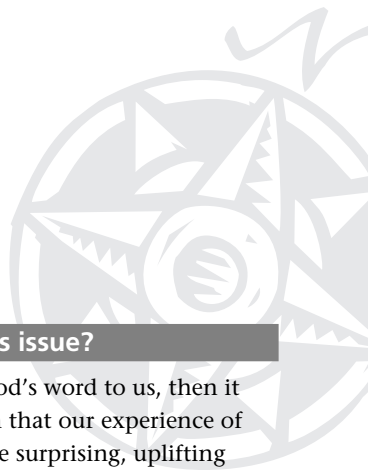 s issue?
od's word to us, then it
that our experience of
e surprising, uplifting